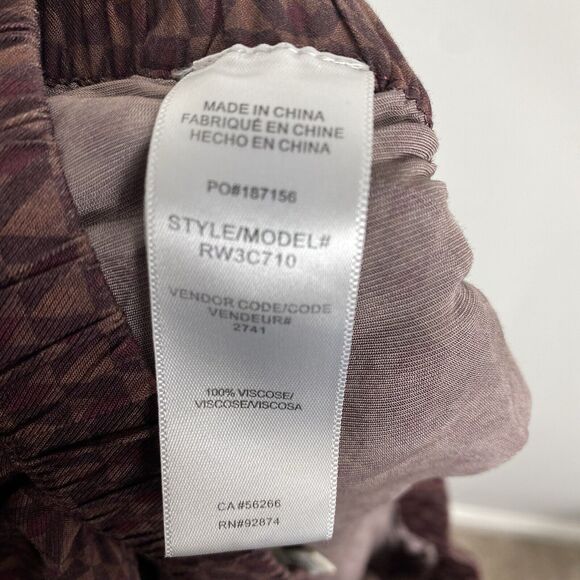 MADE IN CHINA
FABRIQUÉ EN CHINE
HECHO EN CHINA
PO#187156
STYLE/MODEL#
RW3C710
VENDOR CODE/CODE
VENDEUR#
2741
100% VISCOSE/
VISCOSE/VISCOSA
CA #56266
RN#92874